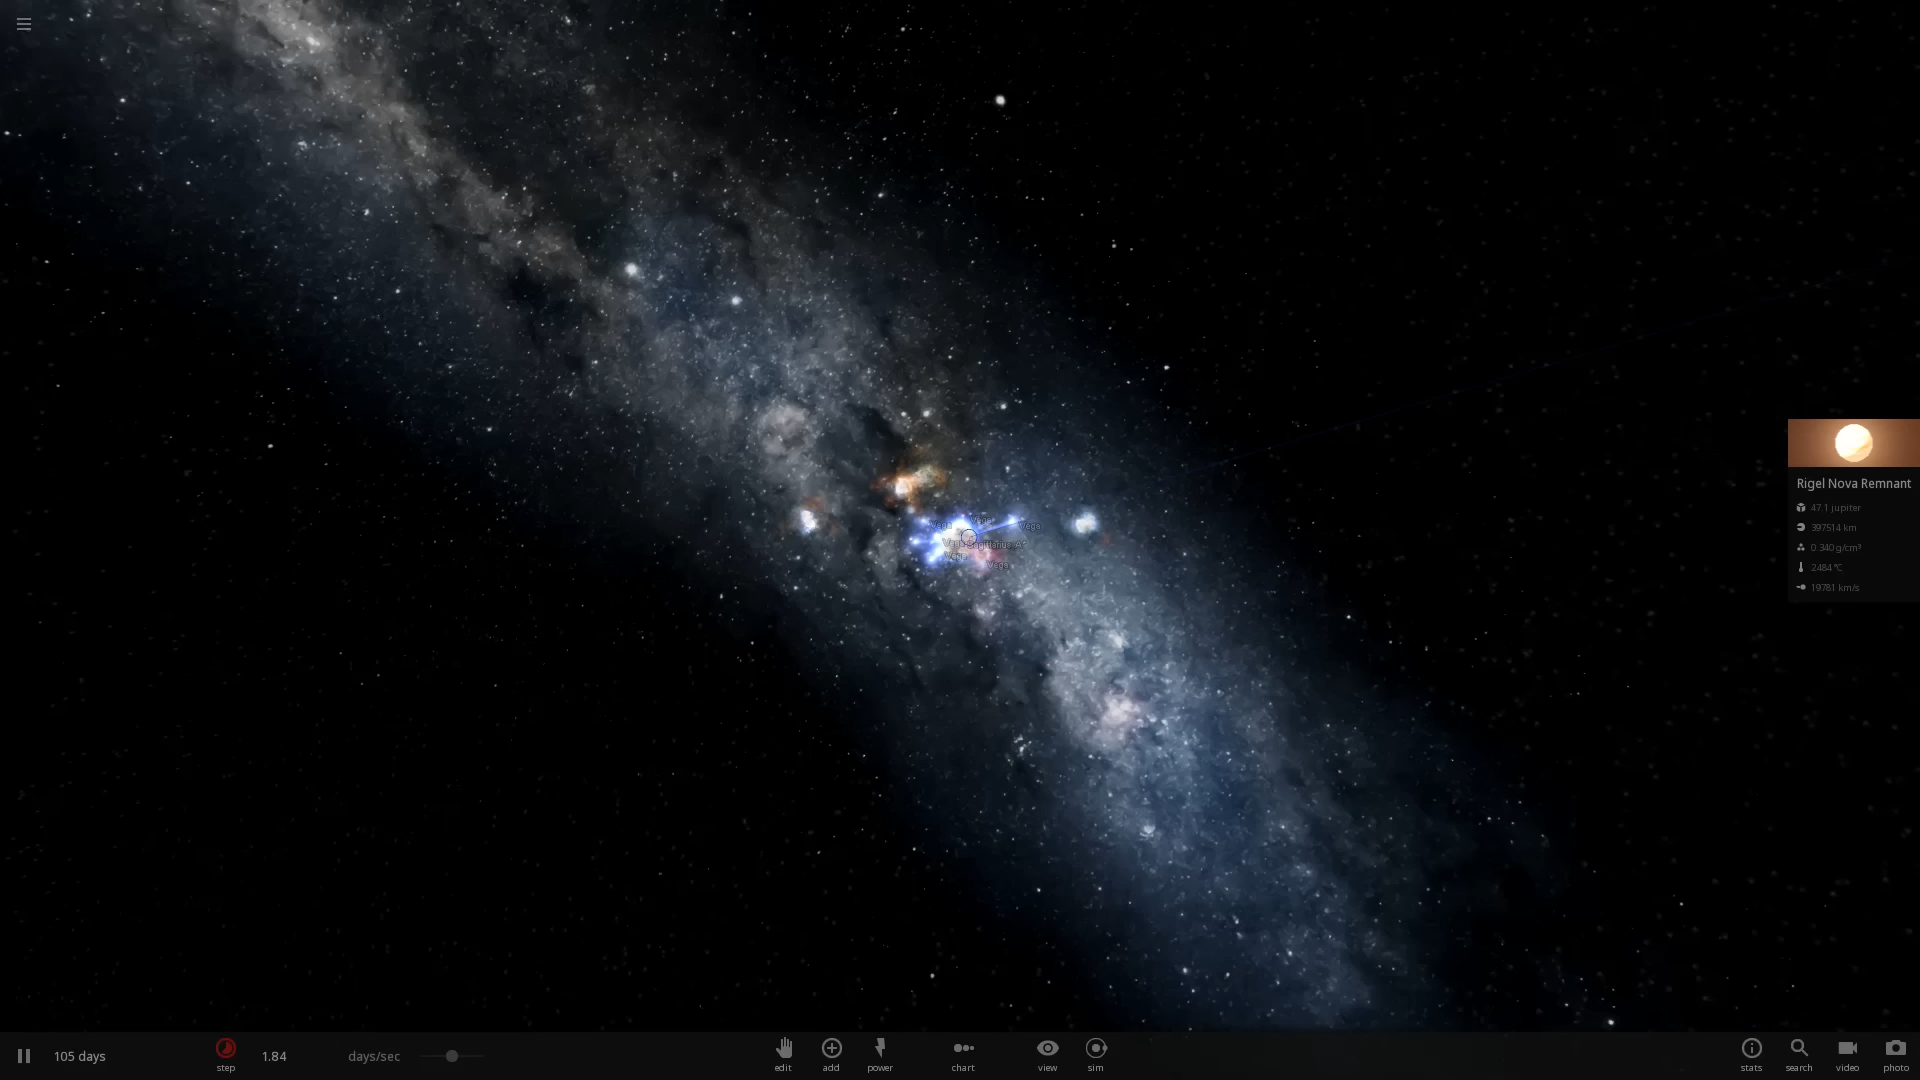 Vega
Vega
Vega
Vega
Sagittarius A*
Vega
Vega
Rigel Nova Remnant
47.1 jupiter
397514 km
0.340 g/cm³
2484 °C
19781 km/s
105 days
step
1.84
days/sec
edit
add
power
chart
view
sim
stats
search
video
photo